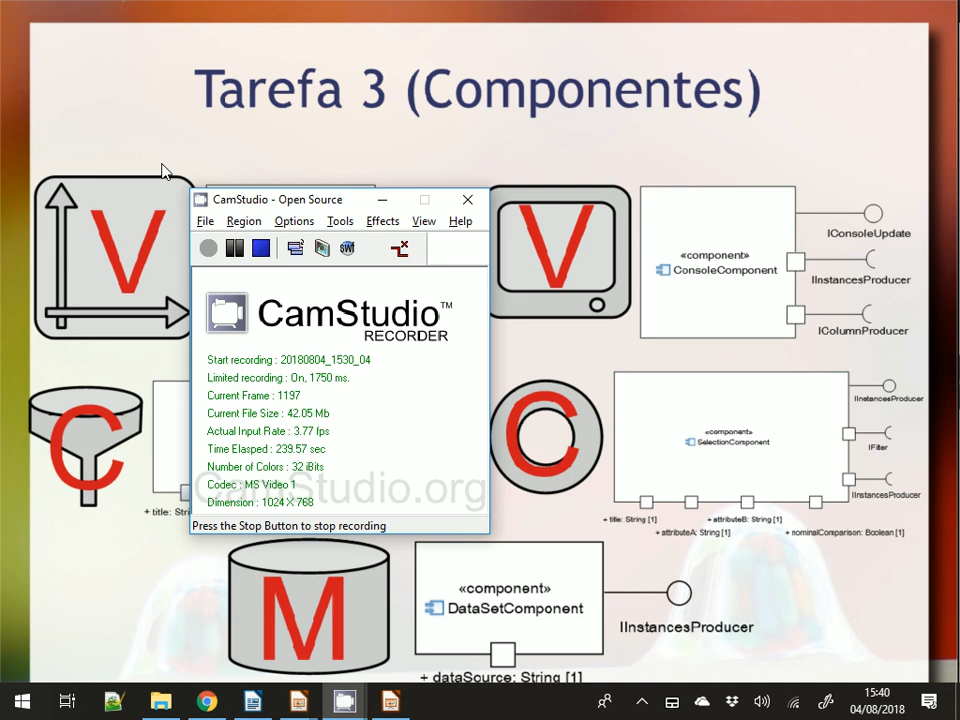 Tarefa 3 (Componentes)
V
CamStudio - Open Source
File Region Options Tools Effects View Help
CamStudio™
RECORDER
Start recording : 20180804_1530_04
Limited recording : On, 1750 ms.
Current Frame : 1197
Current File Size : 42.05 Mb
Actual Input Rate : 3.77 fps
Time Elasped : 239.57 sec
Number of Colors : 32 iBits
Codec : MS Video 1
Dimension : 1024 X 768
CamStudio.org
Press the Stop Button to stop recording
V
«component»
ConsoleComponent
IConsoleUpdate
IInstancesProducer
IColumnProducer
C
+ title: Stri
C
«component»
SelectionComponent
IInstancesProducer
IFilter
IInstancesProducer
+ title: String [1]
+ attributeB: String [1]
+ attributeA: String [1]
+ nominalComparison: Boolean [1]
M
«component»
DataSetComponent
IInstancesProducer
+ dataSource: String [1]
15:40
04/08/2018